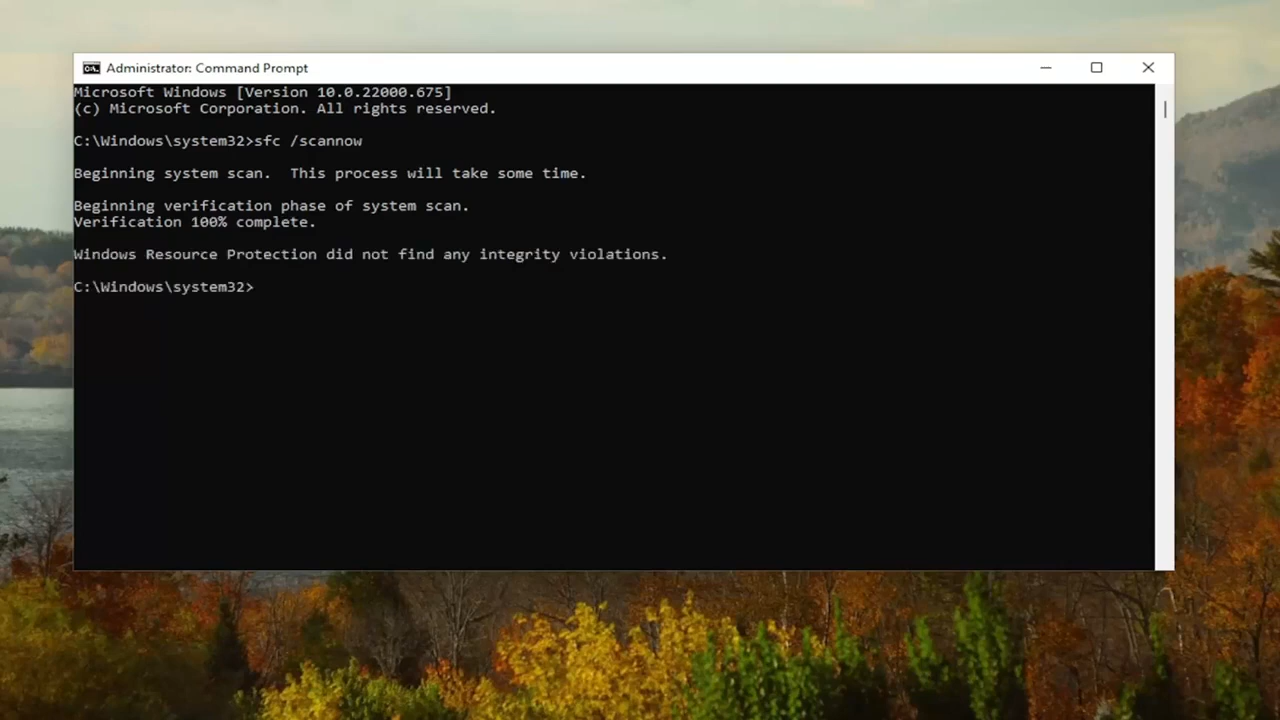 Administrator: Command Prompt
Microsoft Windows [Version 10.0.22000.675]
(c) Microsoft Corporation. All rights reserved.
C:\Windows\system32>sfc /scannow
Beginning system scan.  This process will take some time.
Beginning verification phase of system scan.
Verification 100% complete.
Windows Resource Protection did not find any integrity violations.
C:\Windows\system32>